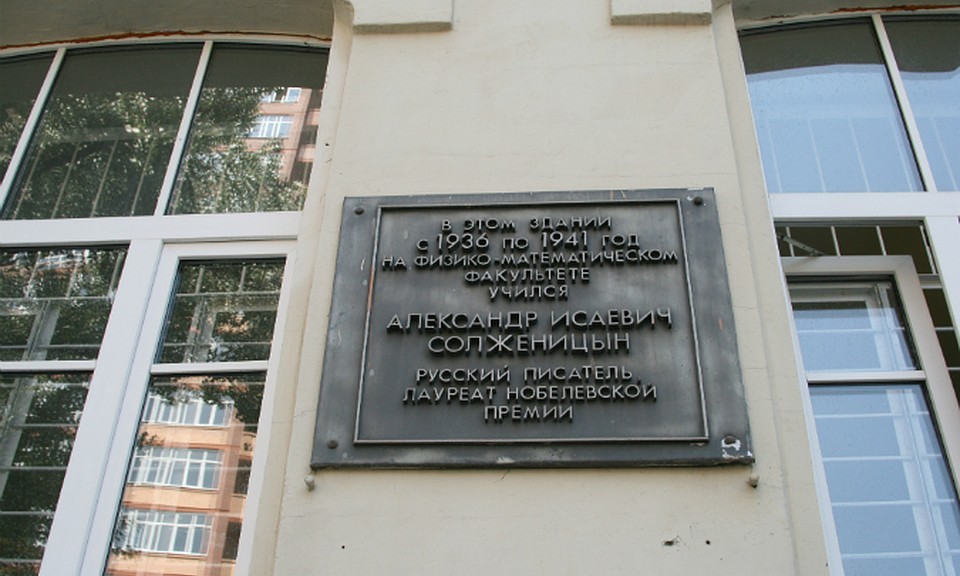 В ЭТОМ ЗДАНИИ
С 1936 ПО 1941 ГОД
НА ФИЗИКО-МАТЕМАТИЧЕСКОМ
ФАКУЛЬТЕТЕ
УЧИЛСЯ
АЛЕКСАНДР ИСАЕВИЧ
СОЛЖЕНИЦЫН
РУССКИЙ ПИСАТЕЛЬ
ЛАУРЕАТ НОБЕЛЕВСКОЙ
ПРЕМИИ